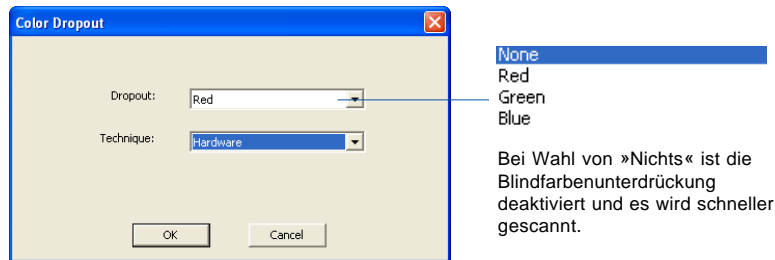 Color Dropout
Dropout: Red
Technique: Hardware
OK Cancel
None
Red
Green
Blue
Bei Wahl von »Nichts« ist die
Blindfarbenunterdrückung
deaktiviert und es wird schneller
gescannt.